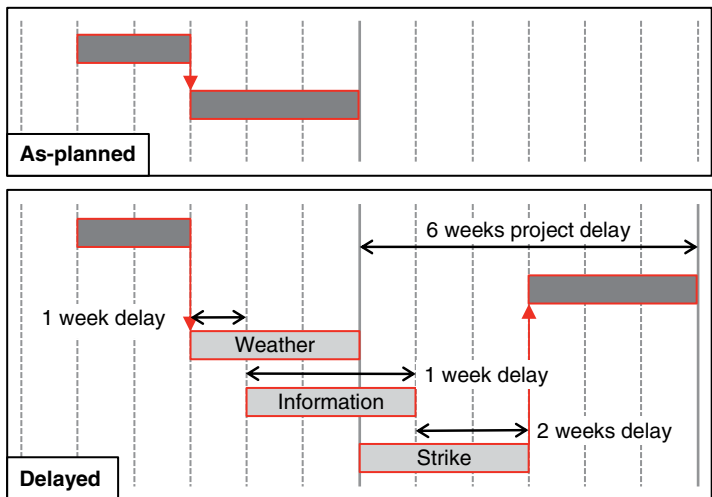 As-planned
6 weeks project delay
1 week delay
Weather
1 week delay
Information
2 weeks delay
Strike
Delayed